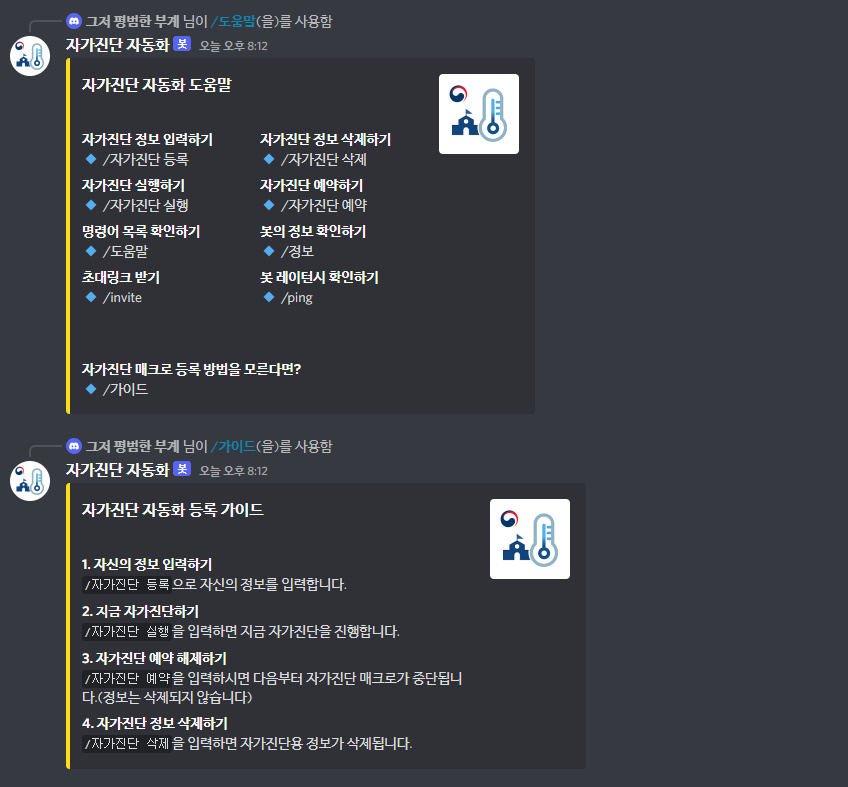 그저 평범한 부계 님이 /도움말(을)를 사용함
자가진단 자동화 봇 오늘 오후 8:12
자가진단 자동화 도움말
자가진단 정보 입력하기 자가진단 정보 삭제하기
/자가진단 등록 /자가진단 삭제
자가진단 실행하기 자가진단 예약하기
/자가진단 실행 /자가진단 예약
명령어 목록 확인하기 봇의 정보 확인하기
/도움말 /정보
초대링크 받기 봇 레이턴시 확인하기
/invite /ping
자가진단 매크로 등록 방법을 모른다면?
/가이드
그저 평범한 부계 님이 /가이드(을)를 사용함
자가진단 자동화 봇 오늘 오후 8:12
자가진단 자동화 등록 가이드
1. 자신의 정보 입력하기
/자가진단 등록으로 자신의 정보를 입력합니다.
2. 지금 자가진단하기
/자가진단 실행을 입력하면 지금 자가진단을 진행합니다.
3. 자가진단 예약 해제하기
/자가진단 예약을 입력하시면 다음부터 자가진단 매크로가 중단됩니
다.(정보는 삭제되지 않습니다)
4. 자가진단 정보 삭제하기
/자가진단 삭제을 입력하면 자가진단용 정보가 삭제됩니다.